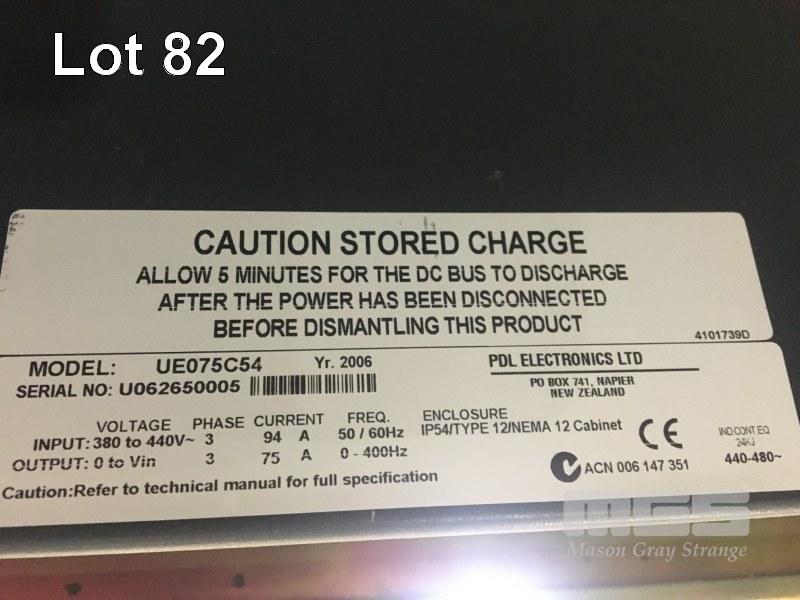 Lot 82
CAUTION STORED CHARGE
ALLOW 5 MINUTES FOR THE DC BUS TO DISCHARGE
AFTER THE POWER HAS BEEN DISCONNECTED
BEFORE DISMANTLING THIS PRODUCT
4101739D
MODEL: UE075C54 Yr. 2006
SERIAL NO: U062650005
PDL ELECTRONICS LTD
PO BOX 741, NAPIER
NEW ZEALAND
VOLTAGE PHASE CURRENT FREQ.
INPUT: 380 to 440V~ 3 94 A 50 / 60Hz
OUTPUT: 0 to Vin 3 75 A 0 - 400Hz
ENCLOSURE
IP54/TYPE 12/NEMA 12 Cabinet
CE
ACN 006 147 351
IND.CONT EQ
24KJ
440-480~
Caution:Refer to technical manual for full specification
MGS
Mason Gray Strange